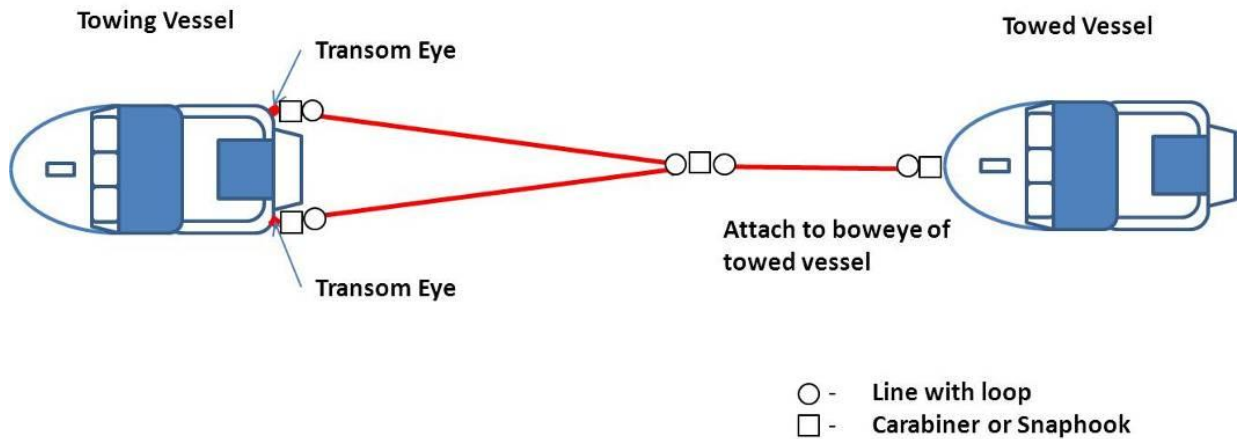 Towing Vessel
Towed Vessel
Transom Eye
Attach to boweye of
towed vessel
Transom Eye
- Line with loop
- Carabiner or Snaphook